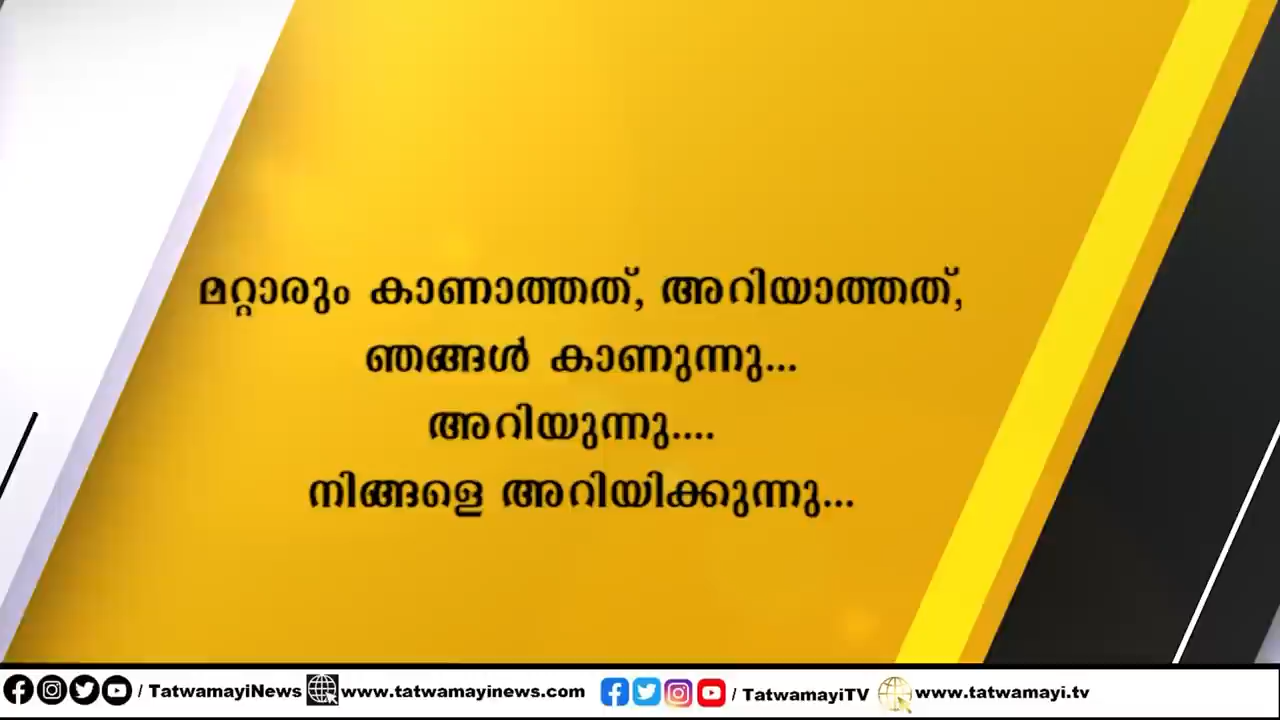 മറ്റാരും കാണാത്തത്, അറിയാത്തത്,
ഞങ്ങൾ കാണുന്നു...
അറിയുന്നു....
നിങ്ങളെ അറിയിക്കുന്നു...
/ TatwamayiNews www.tatwamayinews.com / TatwamayiTV www.tatwamayi.tv